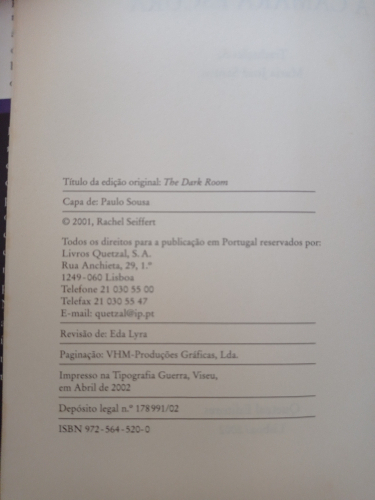 Título da edição original: The Dark Room
Capa de: Paulo Sousa
© 2001, Rachel Seiffert
Todos os direitos para a publicação em Portugal reservados por:
Livros Quetzal, S. A.
Rua Anchieta, 29, 1.º
1249-060 Lisboa
Telefone 21 030 55 00
Telefax 21 030 55 47
E-mail: quetzal@ip.pt
Revisão de: Eda Lyra
Paginação: VHM-Produções Gráficas, Lda.
Impresso na Tipografia Guerra, Viseu,
em Abril de 2002
Depósito legal n.º 178 991/02
ISBN 972-564-520-0